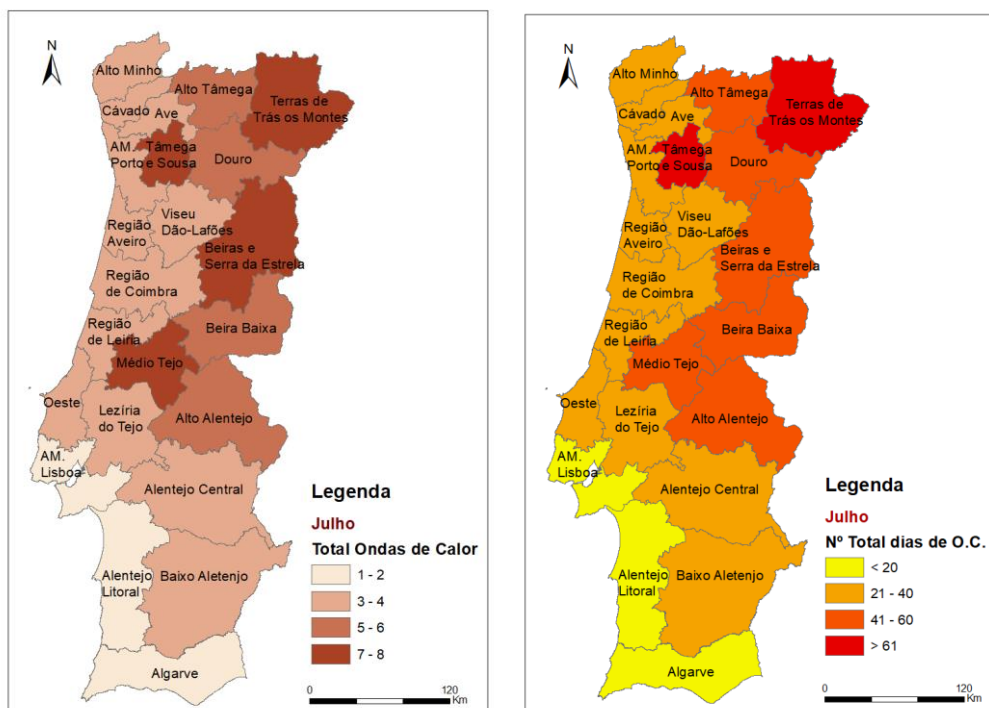 N
Alto Minho
Cávado
Ave
Alto Tâmega
Terras de
Trás os Montes
AM.
Porto
Tâmega
e Sousa
Douro
Viseu
Dão-Lafões
Região
Aveiro
Beiras e
Serra da Estrela
Região
de Coimbra
Região
de Leiria
Beira Baixa
Médio Tejo
Oeste
Lezíria
do Tejo
Alto Alentejo
AM.
Lisboa
Alentejo Central
Alentejo
Litoral
Baixo Aletenjo
Algarve
Legenda
Julho
Total Ondas de Calor
1 - 2
3 - 4
5 - 6
7 - 8
0 120
Km
N
Alto Minho
Cávado
Ave
Alto Tâmega
Terras de
Trás os Montes
AM.
Porto
Tâmega
e Sousa
Douro
Viseu
Dão-Lafões
Região
Aveiro
Beiras e
Serra da Estrela
Região
de Coimbra
Região
de Leiria
Beira Baixa
Médio Tejo
Oeste
Lezíria
do Tejo
Alto Alentejo
AM.
Lisboa
Alentejo Central
Alentejo
Litoral
Baixo Aletenjo
Algarve
Legenda
Julho
Nº Total dias de O.C.
< 20
21 - 40
41 - 60
> 61
0 120
Km